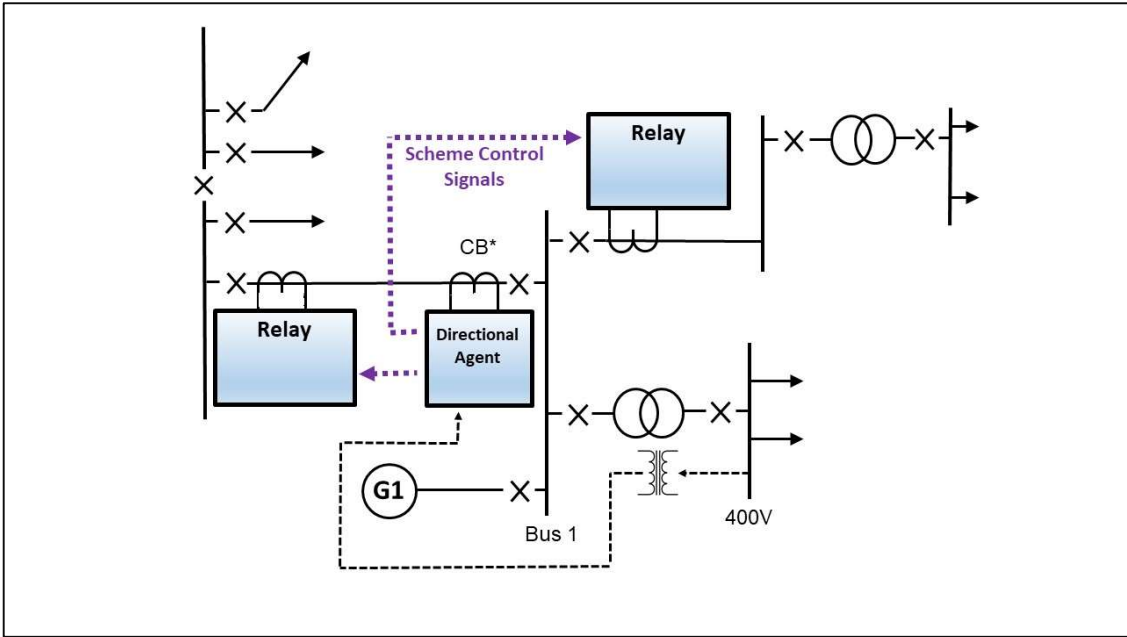 Relay
Scheme Control
Signals
CB*
Relay
Directional
Agent
G1
Bus 1
400V